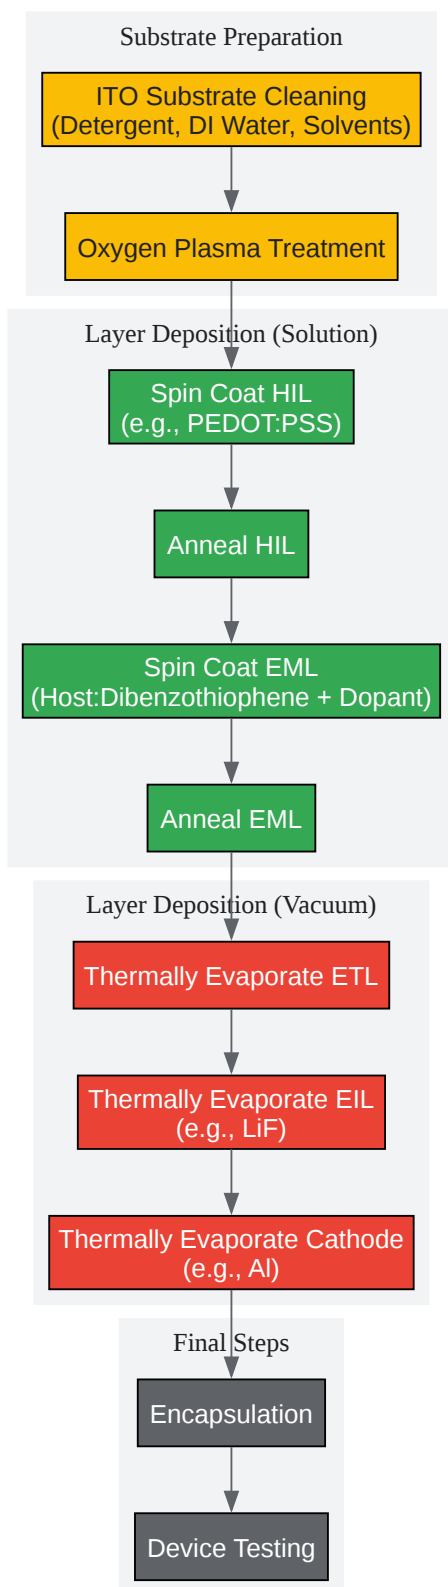 Substrate Preparation
ITO Substrate Cleaning
(Detergent, DI Water, Solvents)
Oxygen Plasma Treatment
Layer Deposition (Solution)
Spin Coat HIL
(e.g., PEDOT:PSS)
Anneal HIL
Spin Coat EML
(Host:Dibenzothiophene + Dopant)
Anneal EML
Layer Deposition (Vacuum)
Thermally Evaporate ETL
Thermally Evaporate EIL
(e.g., LiF)
Thermally Evaporate Cathode
(e.g., Al)
Final Steps
Encapsulation
Device Testing